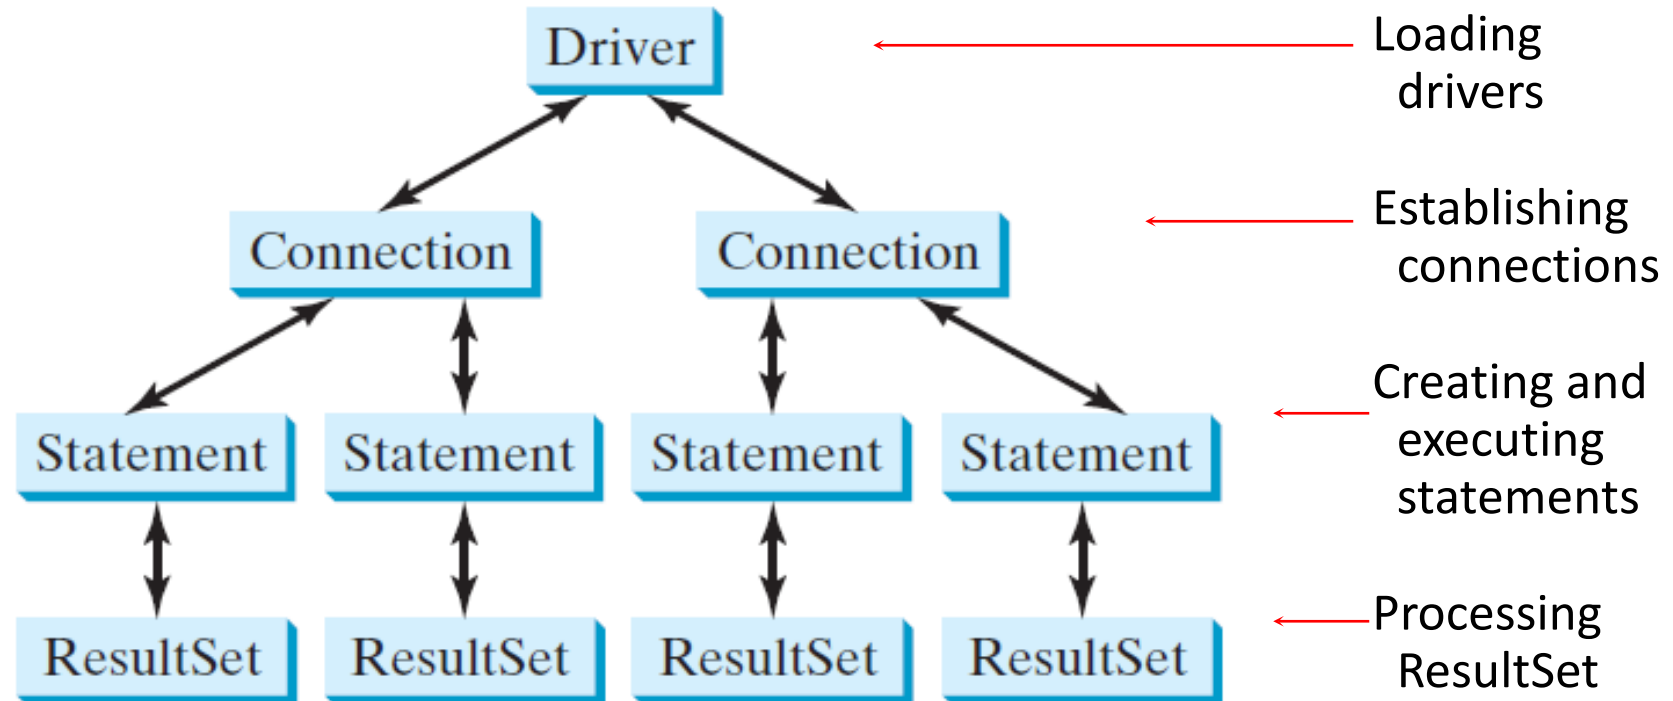 Driver
Loading
drivers
Connection
Connection
Establishing
connections
Statement
Statement
Statement
Statement
Creating and
executing
statements
ResultSet
ResultSet
ResultSet
ResultSet
Processing
ResultSet